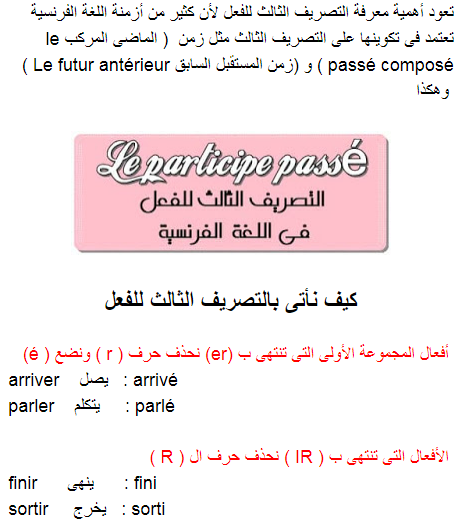 تعود أهمية معرفة التصريف الثالث للفعل لأن كثير من أزمنة اللغة الفرنسية
تعتمد فى تكوينها على التصريف الثالث مثل زمن ( الماضى المركب le
passé composé ) و (زمن المستقبل السابق Le futur antérieur )
وهكذا
Le participe passé
التصريف الثالث للفعل
فى اللغة الفرنسية
كيف نأتى بالتصريف الثالث للفعل
أفعال المجموعة الأولى التى تنتهى ب (er) نحذف حرف ( r ) ونضع ( é )
arriver يصل : arrivé
parler يتكلم : parlé
الأفعال التى تنتهى ب ( IR ) نحذف حرف ال ( R )
finir ينهى : fini
sortir يخرج : sorti